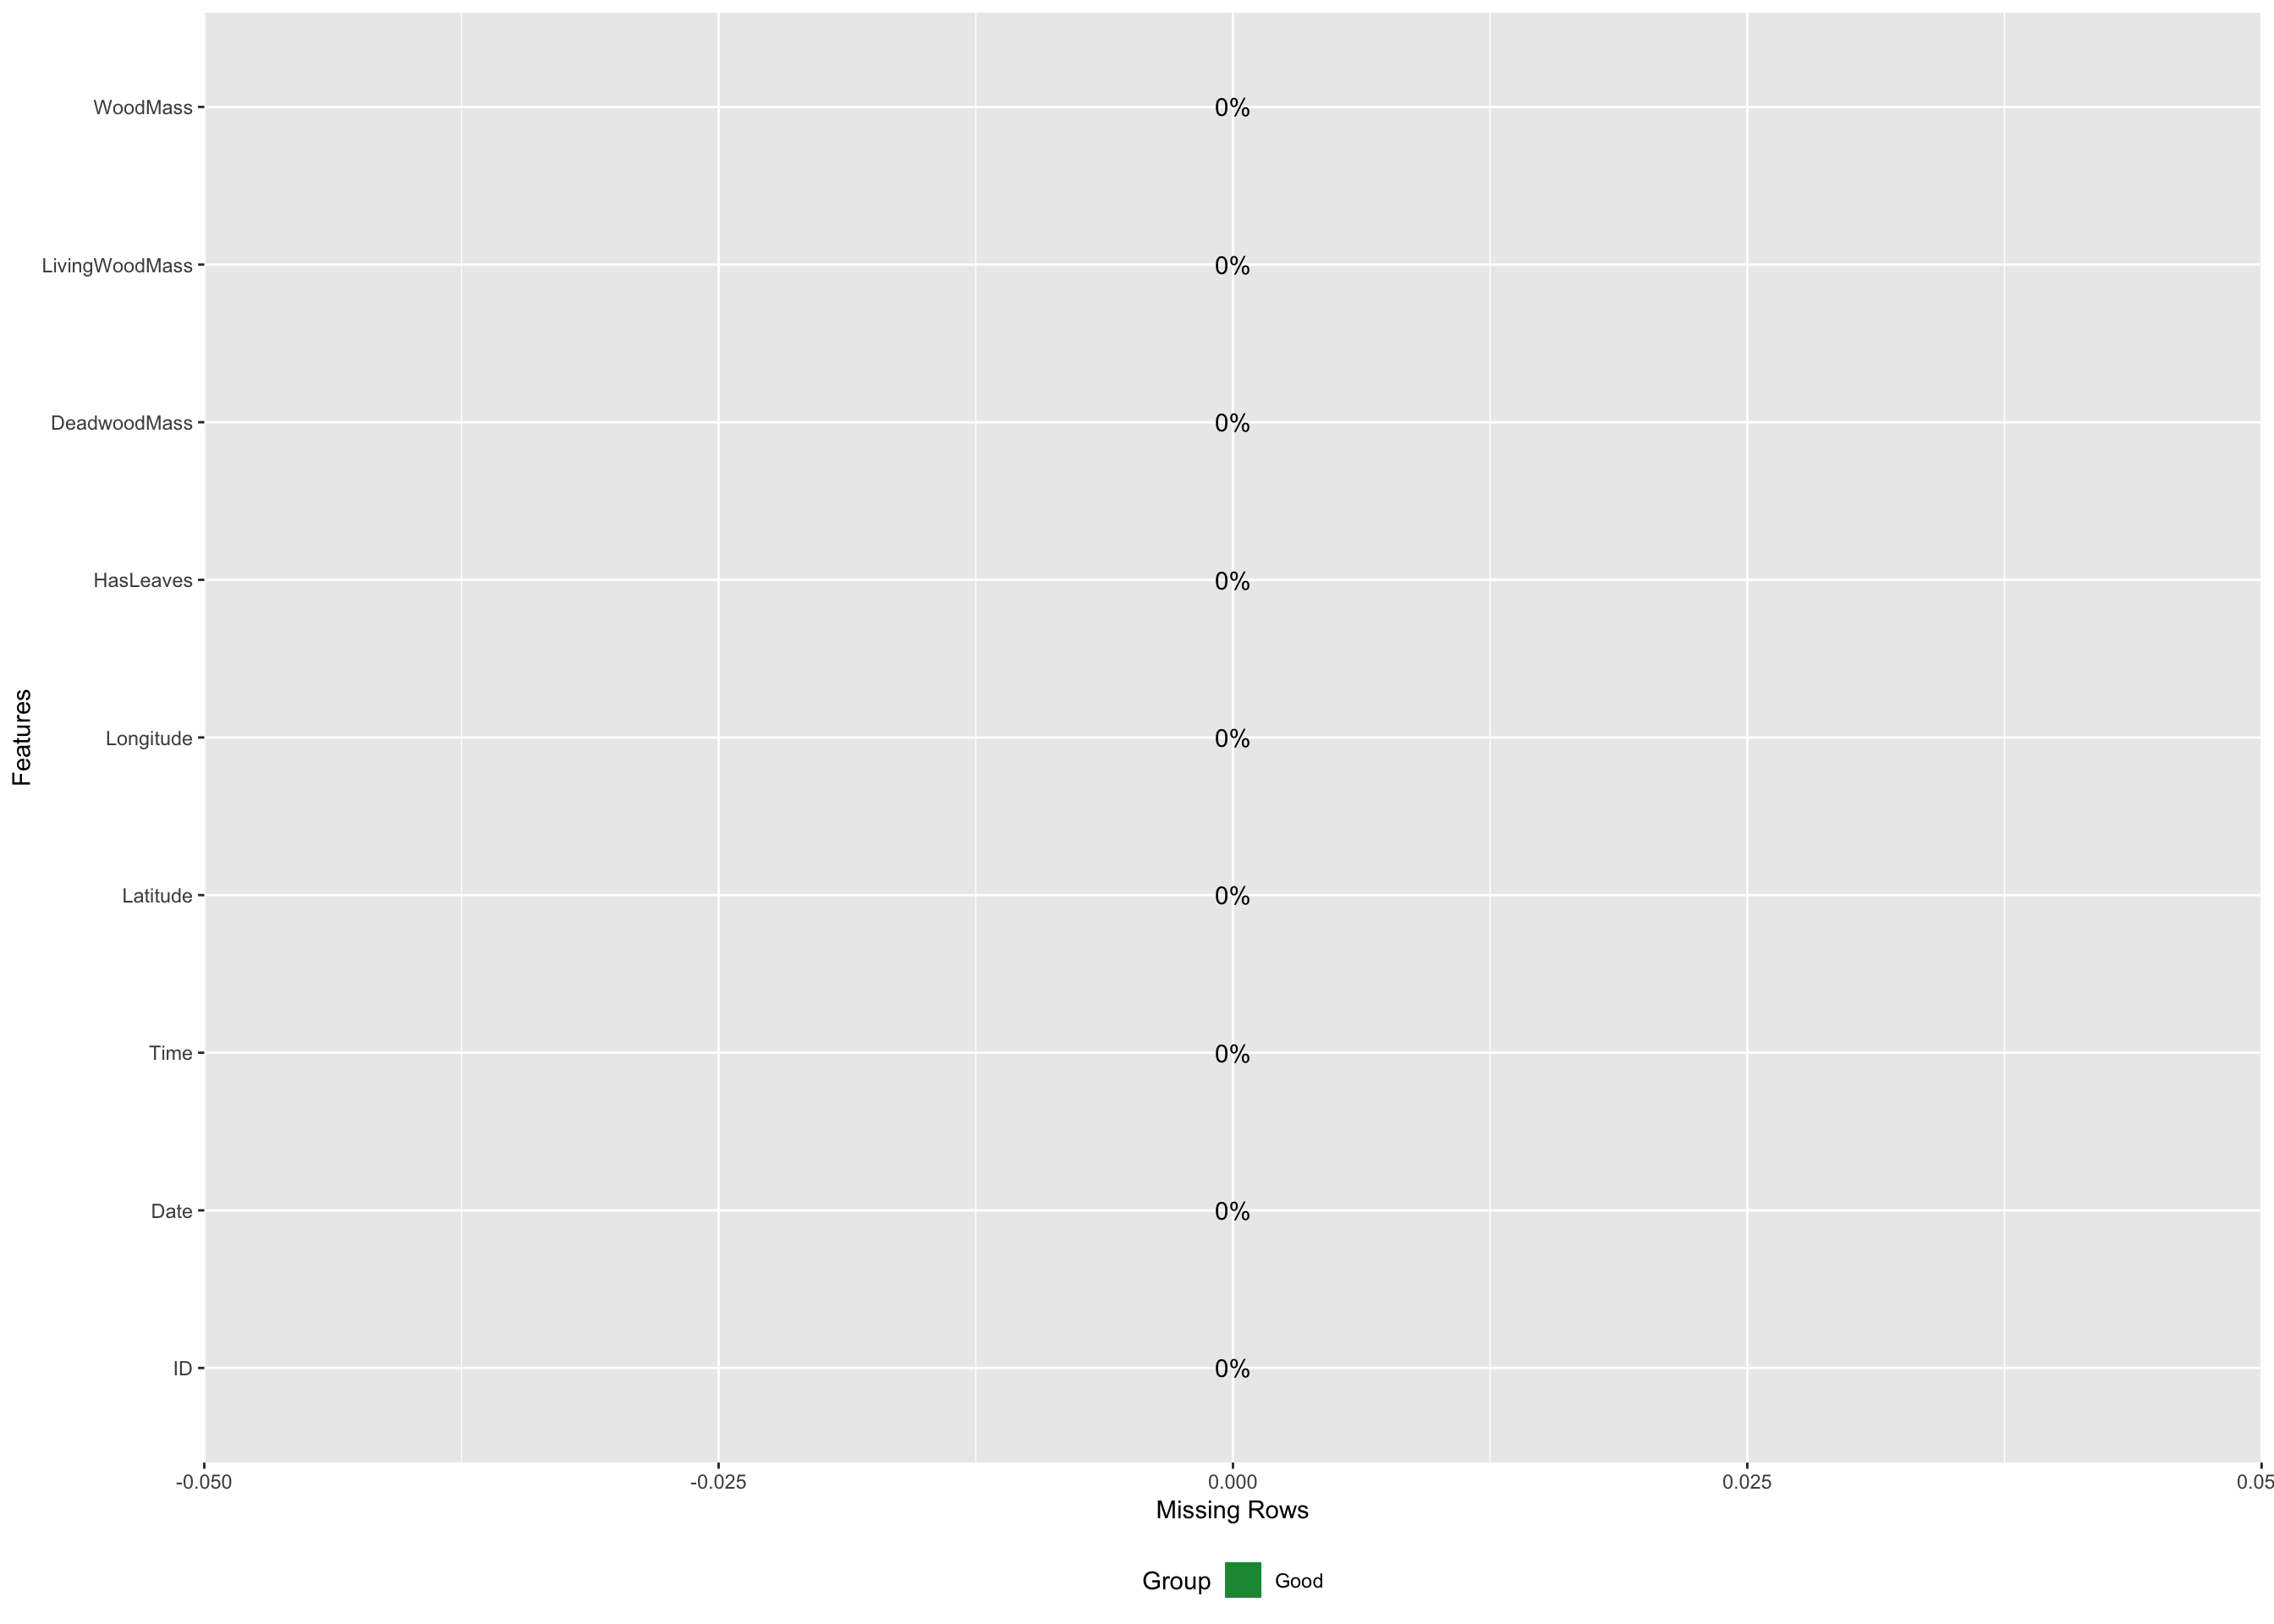 WoodMass 0%
LivingWoodMass 0%
DeadwoodMass 0%
HasLeaves 0%
Features
Longitude 0%
Latitude 0%
Time 0%
Date 0%
ID 0%
-0.050 -0.025 0.000 0.025 0.05
Missing Rows
Group Good